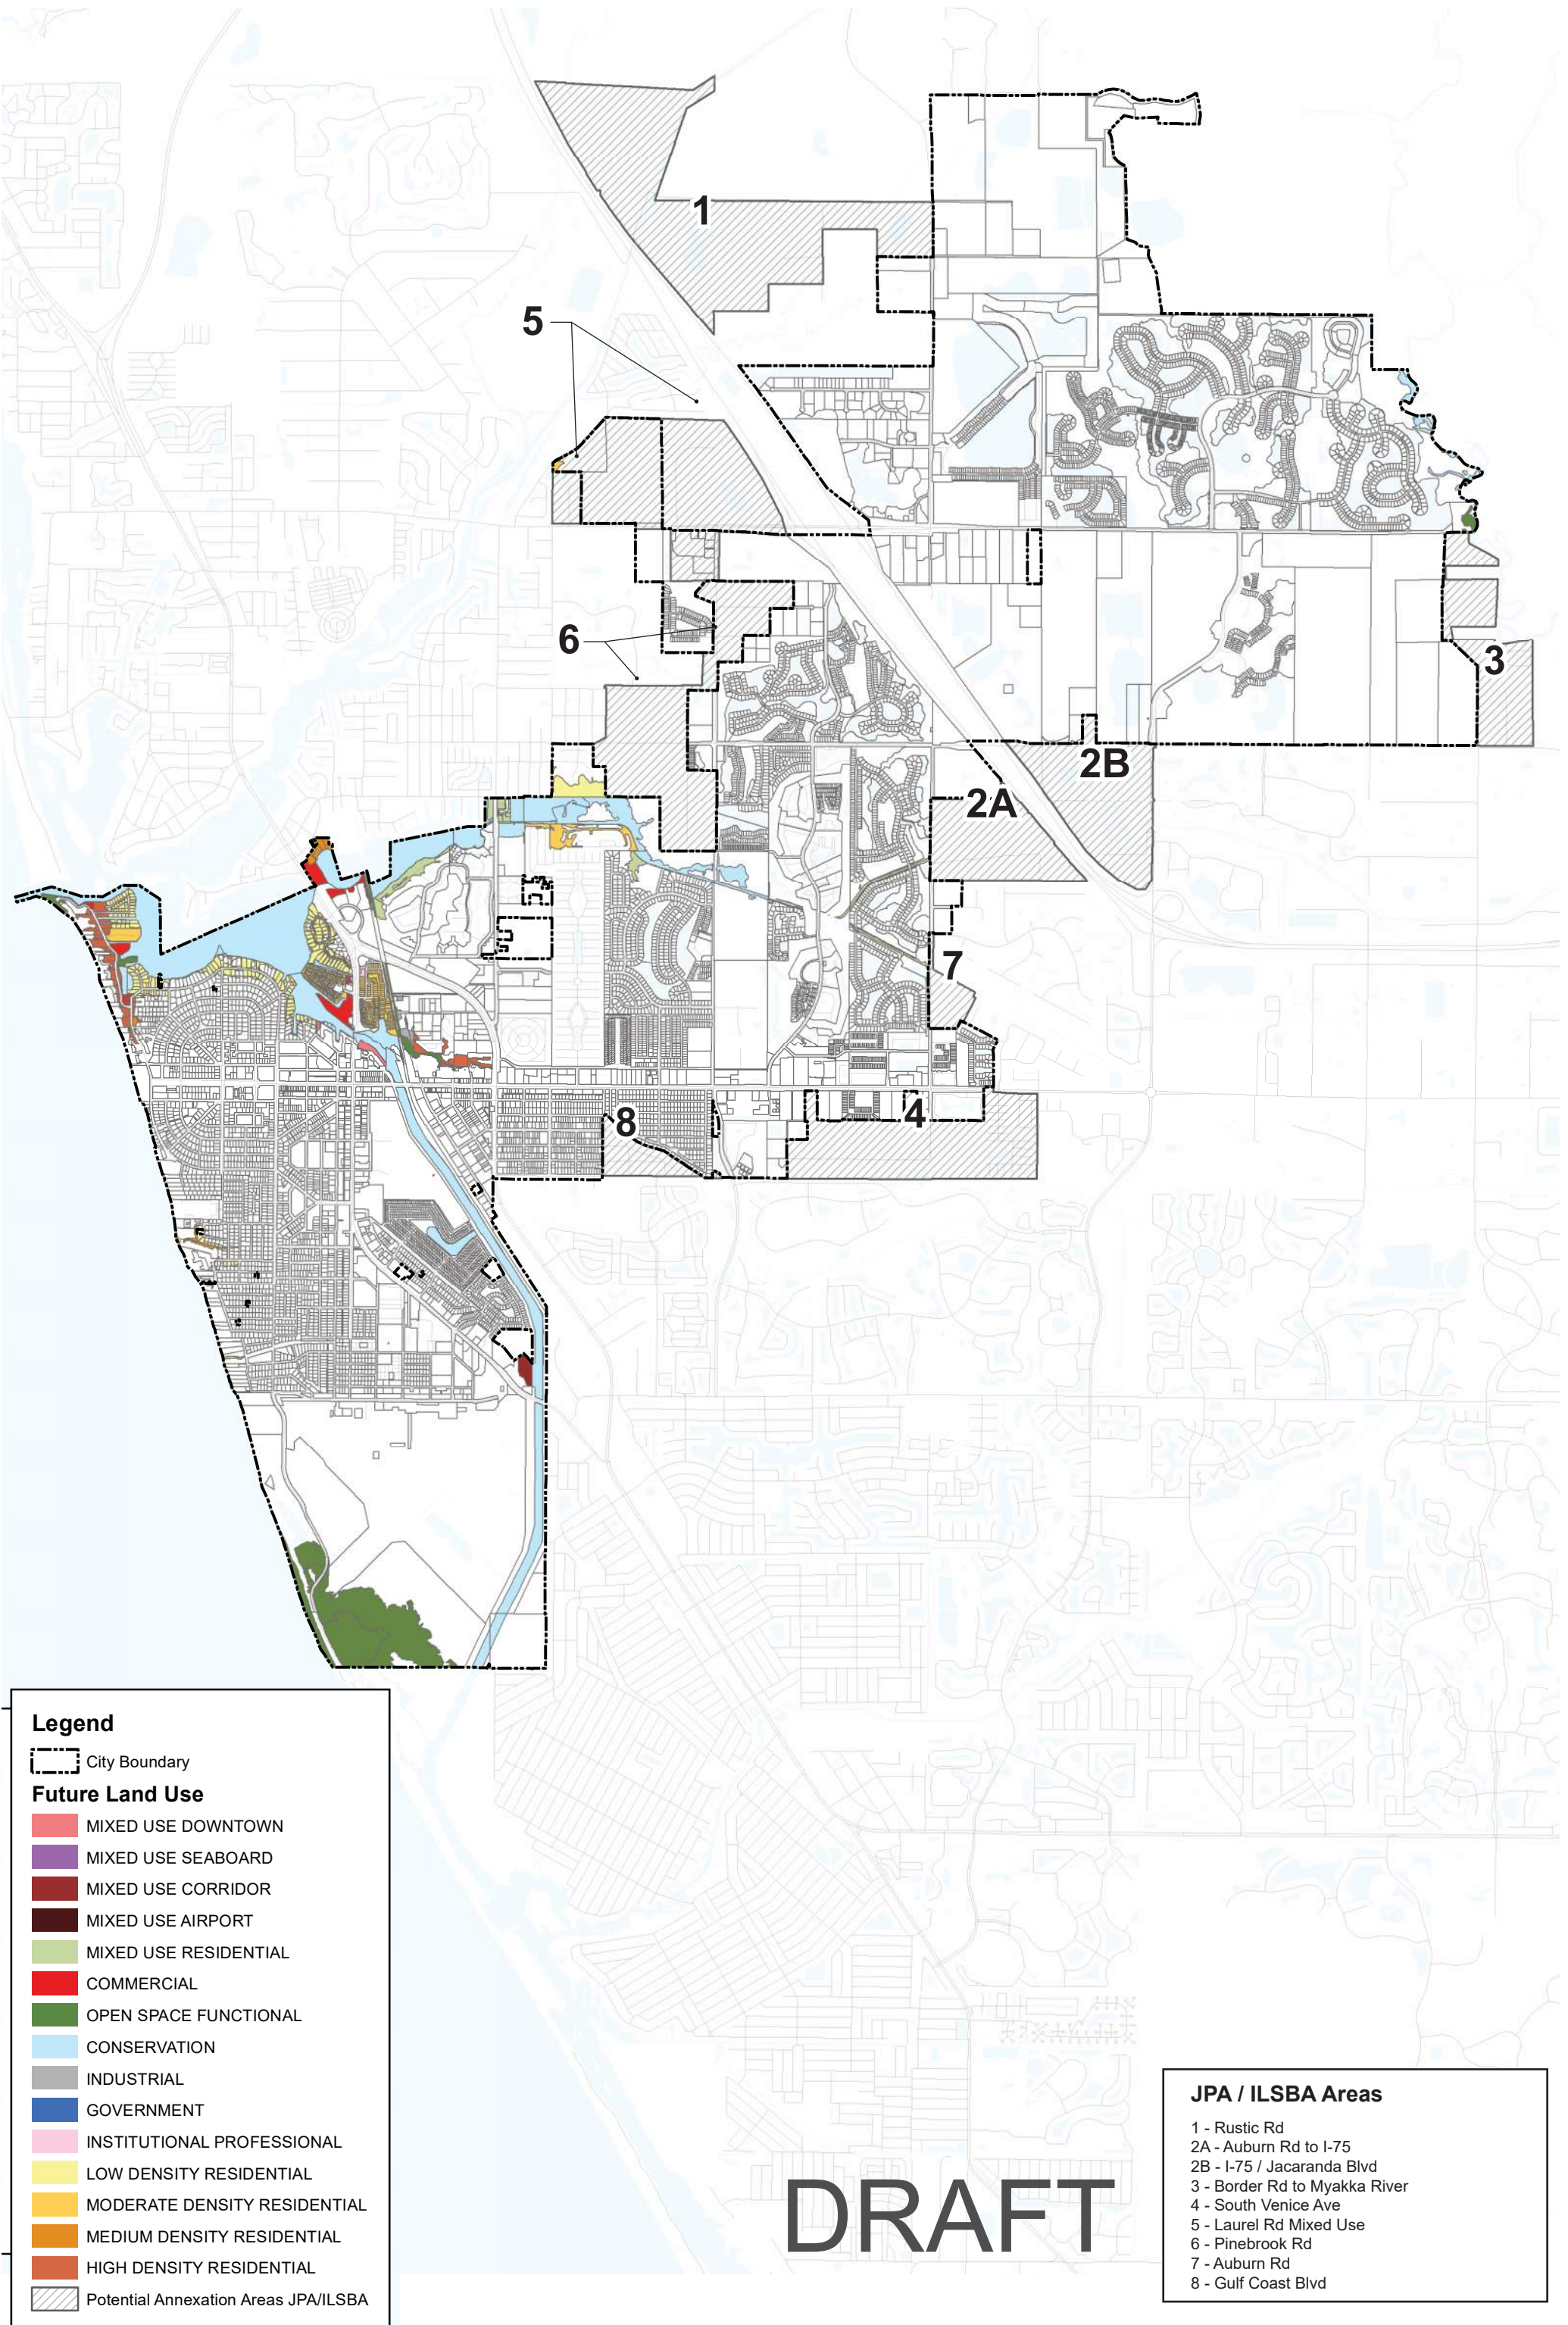 1
5
6
3
2B
2A
7
4
8
Legend
City Boundary
Future Land Use
MIXED USE DOWNTOWN
MIXED USE SEABOARD
MIXED USE CORRIDOR
MIXED USE AIRPORT
MIXED USE RESIDENTIAL
COMMERCIAL
OPEN SPACE FUNCTIONAL
CONSERVATION
INDUSTRIAL
GOVERNMENT
INSTITUTIONAL PROFESSIONAL
LOW DENSITY RESIDENTIAL
MODERATE DENSITY RESIDENTIAL
MEDIUM DENSITY RESIDENTIAL
HIGH DENSITY RESIDENTIAL
Potential Annexation Areas JPA/ILSBA
DRAFT
JPA / ILSBA Areas
1 - Rustic Rd
2A - Auburn Rd to I-75
2B - I-75 / Jacaranda Blvd
3 - Border Rd to Myakka River
4 - South Venice Ave
5 - Laurel Rd Mixed Use
6 - Pinebrook Rd
7 - Auburn Rd
8 - Gulf Coast Blvd